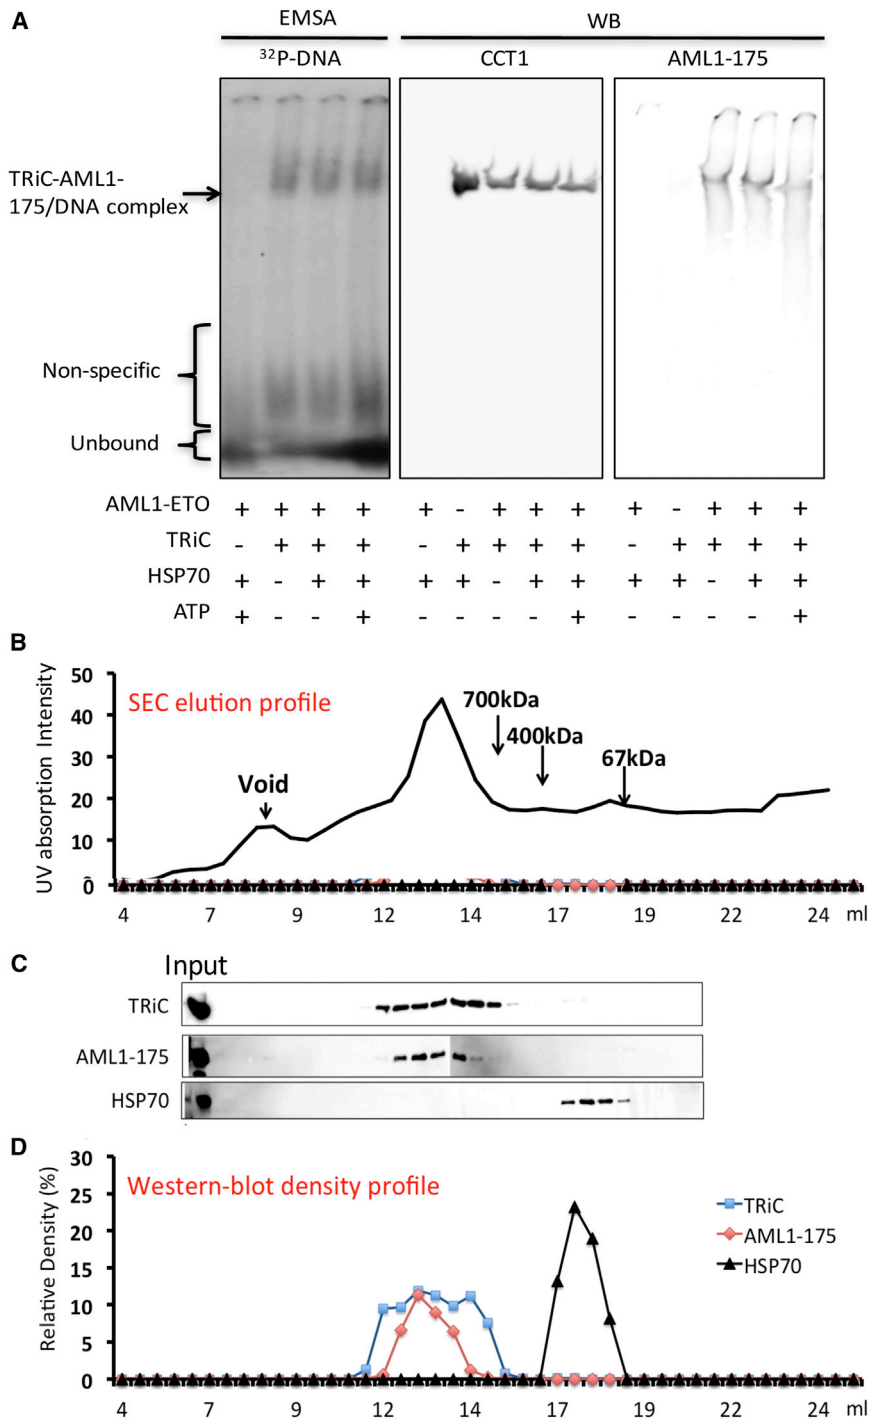 A
EMSA
WB
32P-DNA
CCT1
AML1-175
TRiC-AML1-
175/DNA complex
Non-specific
Unbound
AML1-ETO + + + + + - + + + + - + + +
TRiC - + + + - + + + + - + + + +
HSP70 + - + + + + - + + + + - + +
ATP + - - + - - - - + - - - - +
B
SEC elution profile
UV absorption Intensity
50
40
30
20
10
0
Void
700kDa
400kDa
67kDa
4 7 9 12 14 17 19 22 24 ml
C
Input
TRiC
AML1-175
HSP70
D
Western-blot density profile
Relative Density (%)
30
25
20
15
10
5
0
TRiC
AML1-175
HSP70
4 7 9 12 14 17 19 22 24 ml